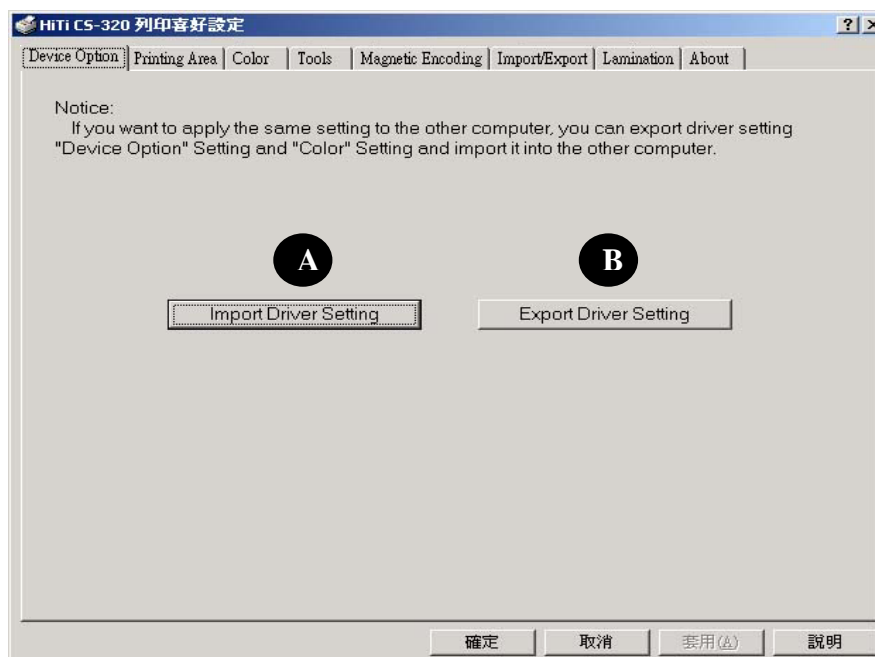 HiTi CS-320 列印喜好設定
Device Option Printing Area Color Tools Magnetic Encoding Import/Export Lamination About
Notice:
If you want to apply the same setting to the other computer, you can export driver setting
"Device Option" Setting and "Color" Setting and import it into the other computer.
A B
Import Driver Setting Export Driver Setting
確定 取消 套用(A) 說明